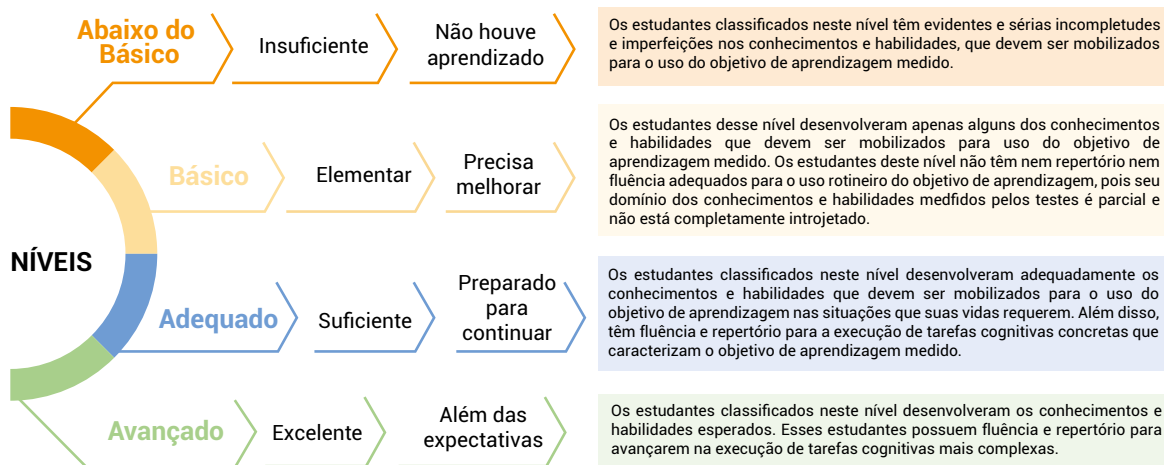 Abaixo do
Básico
Insuficiente
Não houve
aprendizado
Os estudantes classificados neste nível têm evidentes e sérias incompletudes
e imperfeições nos conhecimentos e habilidades, que devem ser mobilizados
para o uso do objetivo de aprendizagem medido.
Básico
Elementar
Precisa
melhorar
Os estudantes desse nível desenvolveram apenas alguns dos conhecimentos
e habilidades que devem ser mobilizados para uso do objetivo de
aprendizagem medido. Os estudantes deste nível não têm nem repertório nem
fluência adequados para o uso rotineiro do objetivo de aprendizagem, pois seu
domínio dos conhecimentos e habilidades medfidos pelos testes é parcial e
não está completamente introjetado.
NÍVEIS
Adequado
Suficiente
Preparado
para
continuar
Os estudantes classificados neste nível desenvolveram adequadamente os
conhecimentos e habilidades que devem ser mobilizados para o uso do
objetivo de aprendizagem nas situações que suas vidas requerem. Além disso,
têm fluência e repertório para a execução de tarefas cognitivas concretas que
caracterizam o objetivo de aprendizagem medido.
Avançado
Excelente
Além das
expectativas
Os estudantes classificados neste nível desenvolveram os conhecimentos e
habilidades esperados. Esses estudantes possuem fluência e repertório para
avançarem na execução de tarefas cognitivas mais complexas.